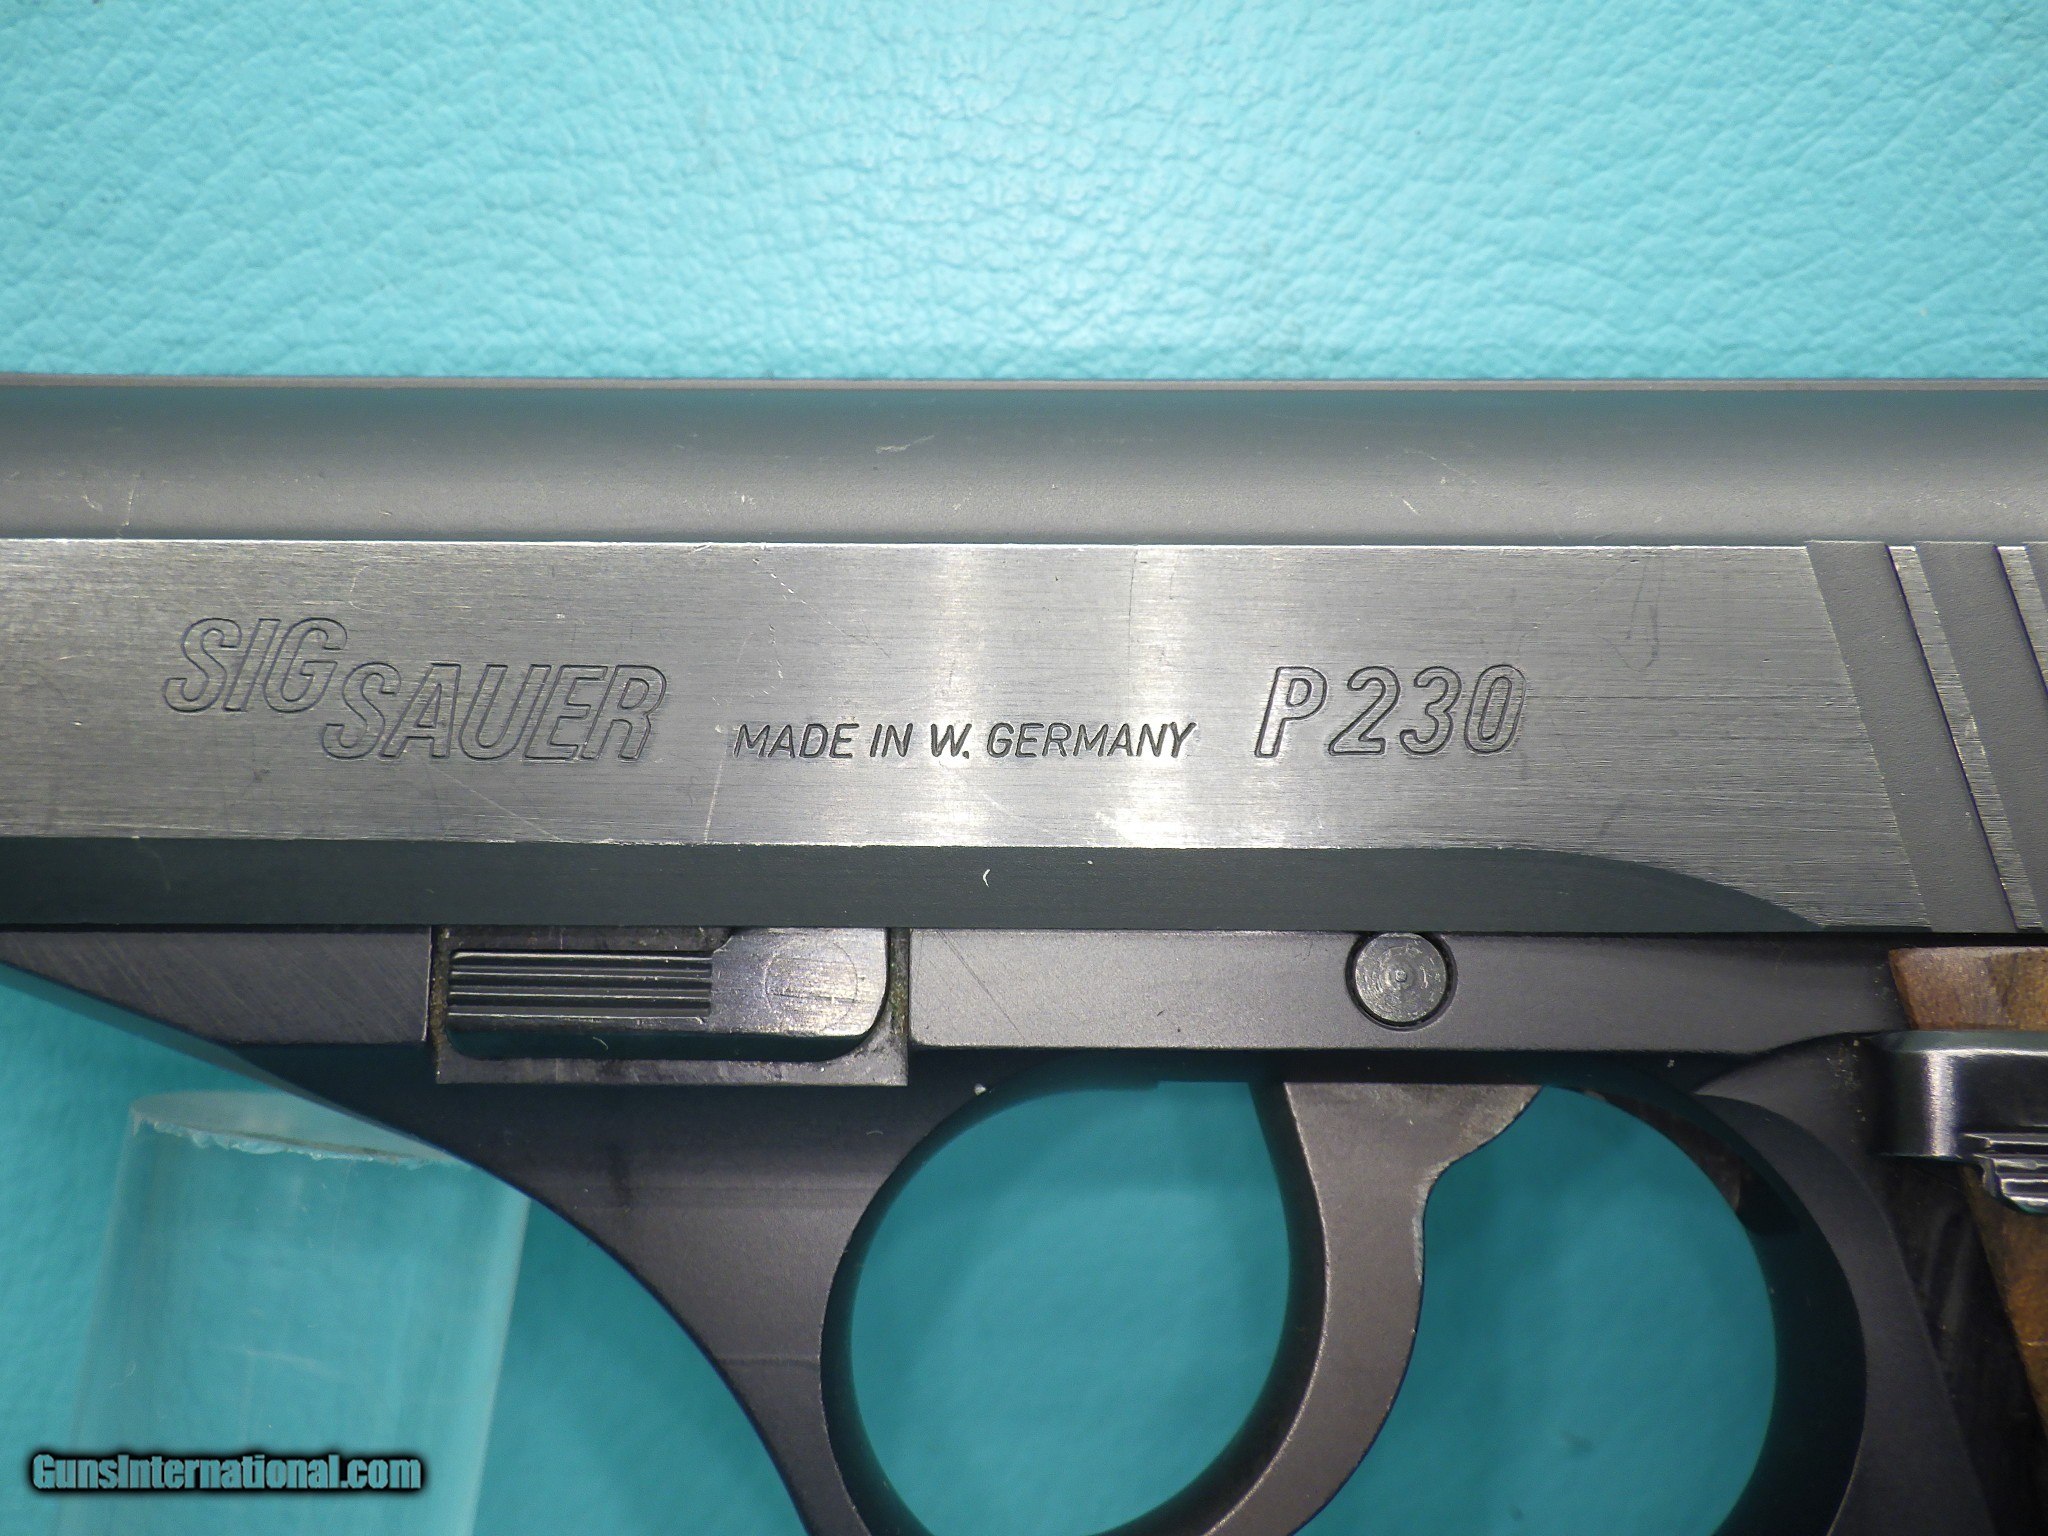 SIG SAUER MADE IN W. GERMANY P230
GunsInternational.com